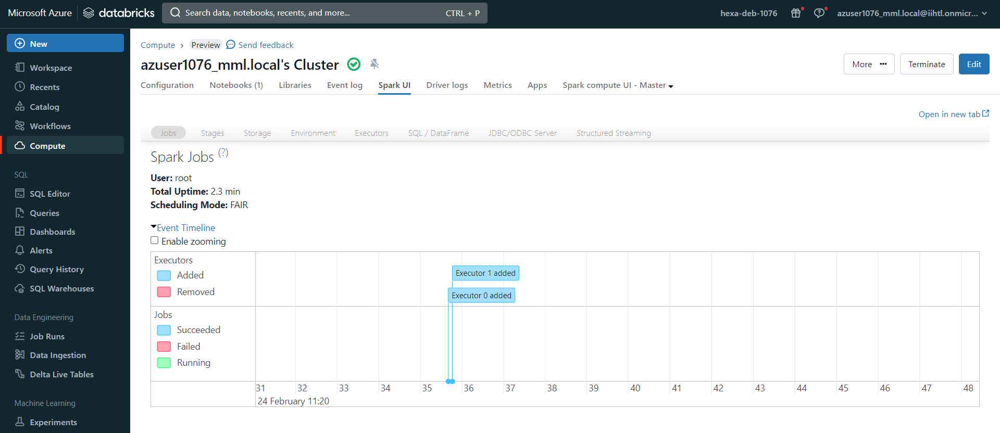 Microsoft Azure databricks
Search data, notebooks, recents, and more... CTRL + P
hexa-deb-1076
azuser1076_mml.local@iihtl.onmicr...
New
Workspace
Recents
Catalog
Workflows
Compute
SQL
SQL Editor
Queries
Dashboards
Alerts
Query History
SQL Warehouses
Data Engineering
Job Runs
Data Ingestion
Delta Live Tables
Machine Learning
Experiments
Compute › Preview Send feedback
azuser1076_mml.local's Cluster
More ··· Terminate Edit
Configuration Notebooks (1) Libraries Event log Spark UI Driver logs Metrics Apps Spark compute UI - Master
Open in new tab
Jobs Stages Storage Environment Executors SQL / DataFrame JDBC/ODBC Server Structured Streaming
Spark Jobs (?)
User: root
Total Uptime: 2.3 min
Scheduling Mode: FAIR
Event Timeline
Enable zooming
Executors
Added
Removed
Executor 1 added
Executor 0 added
Jobs
Succeeded
Failed
Running
31 32 33 34 35 36 37 38 39 40 41 42 43 44 45 46 47 48
24 February 11:20